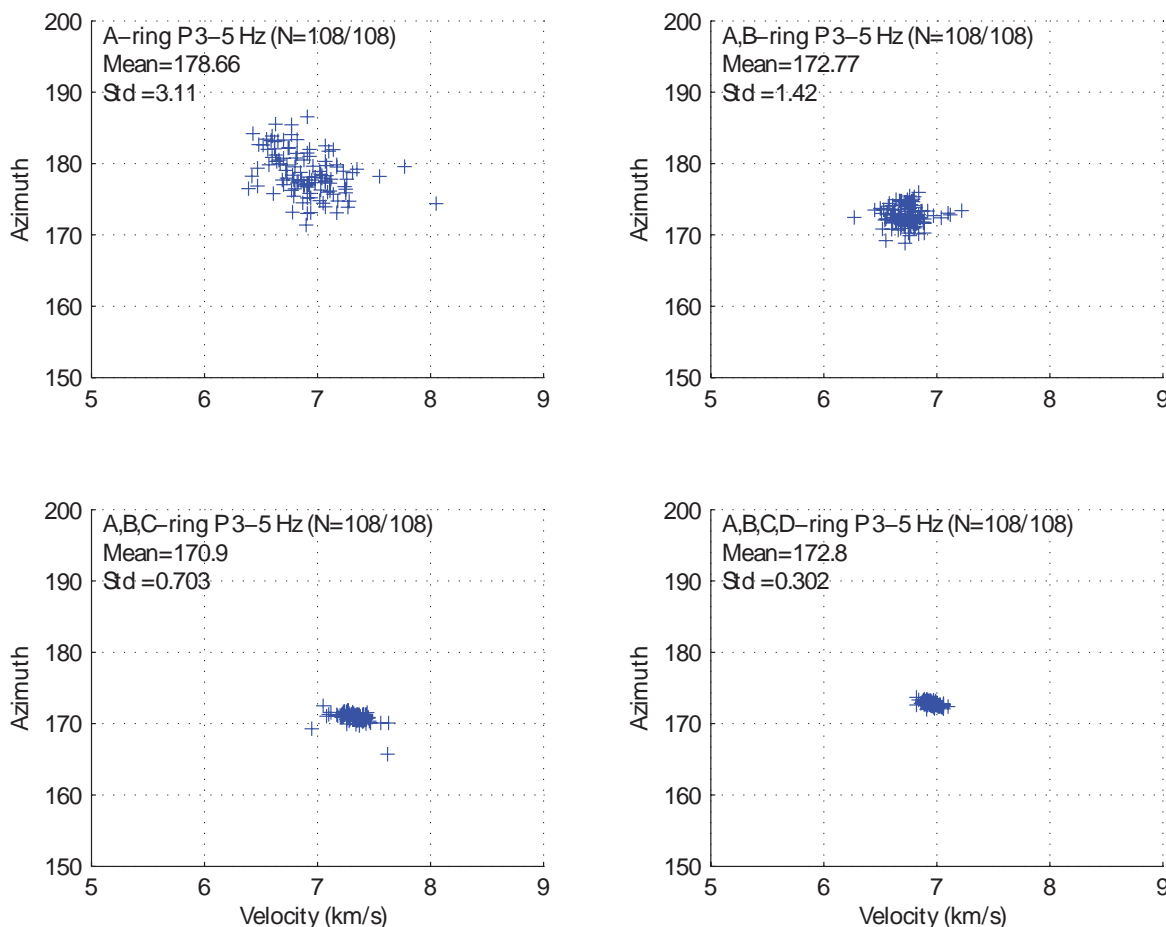 200
190
180
170
160
150
Azimuth
A-ring P 3-5 Hz (N=108/108)
Mean=178.66
Std =3.11
5 6 7 8 9
200
190
180
170
160
150
Azimuth
A,B-ring P 3-5 Hz (N=108/108)
Mean=172.77
Std =1.42
5 6 7 8 9
200
190
180
170
160
150
Azimuth
A,B,C-ring P 3-5 Hz (N=108/108)
Mean=170.9
Std =0.703
5 6 7 8 9
Velocity (km/s)
200
190
180
170
160
150
Azimuth
A,B,C,D-ring P 3-5 Hz (N=108/108)
Mean=172.8
Std =0.302
5 6 7 8 9
Velocity (km/s)